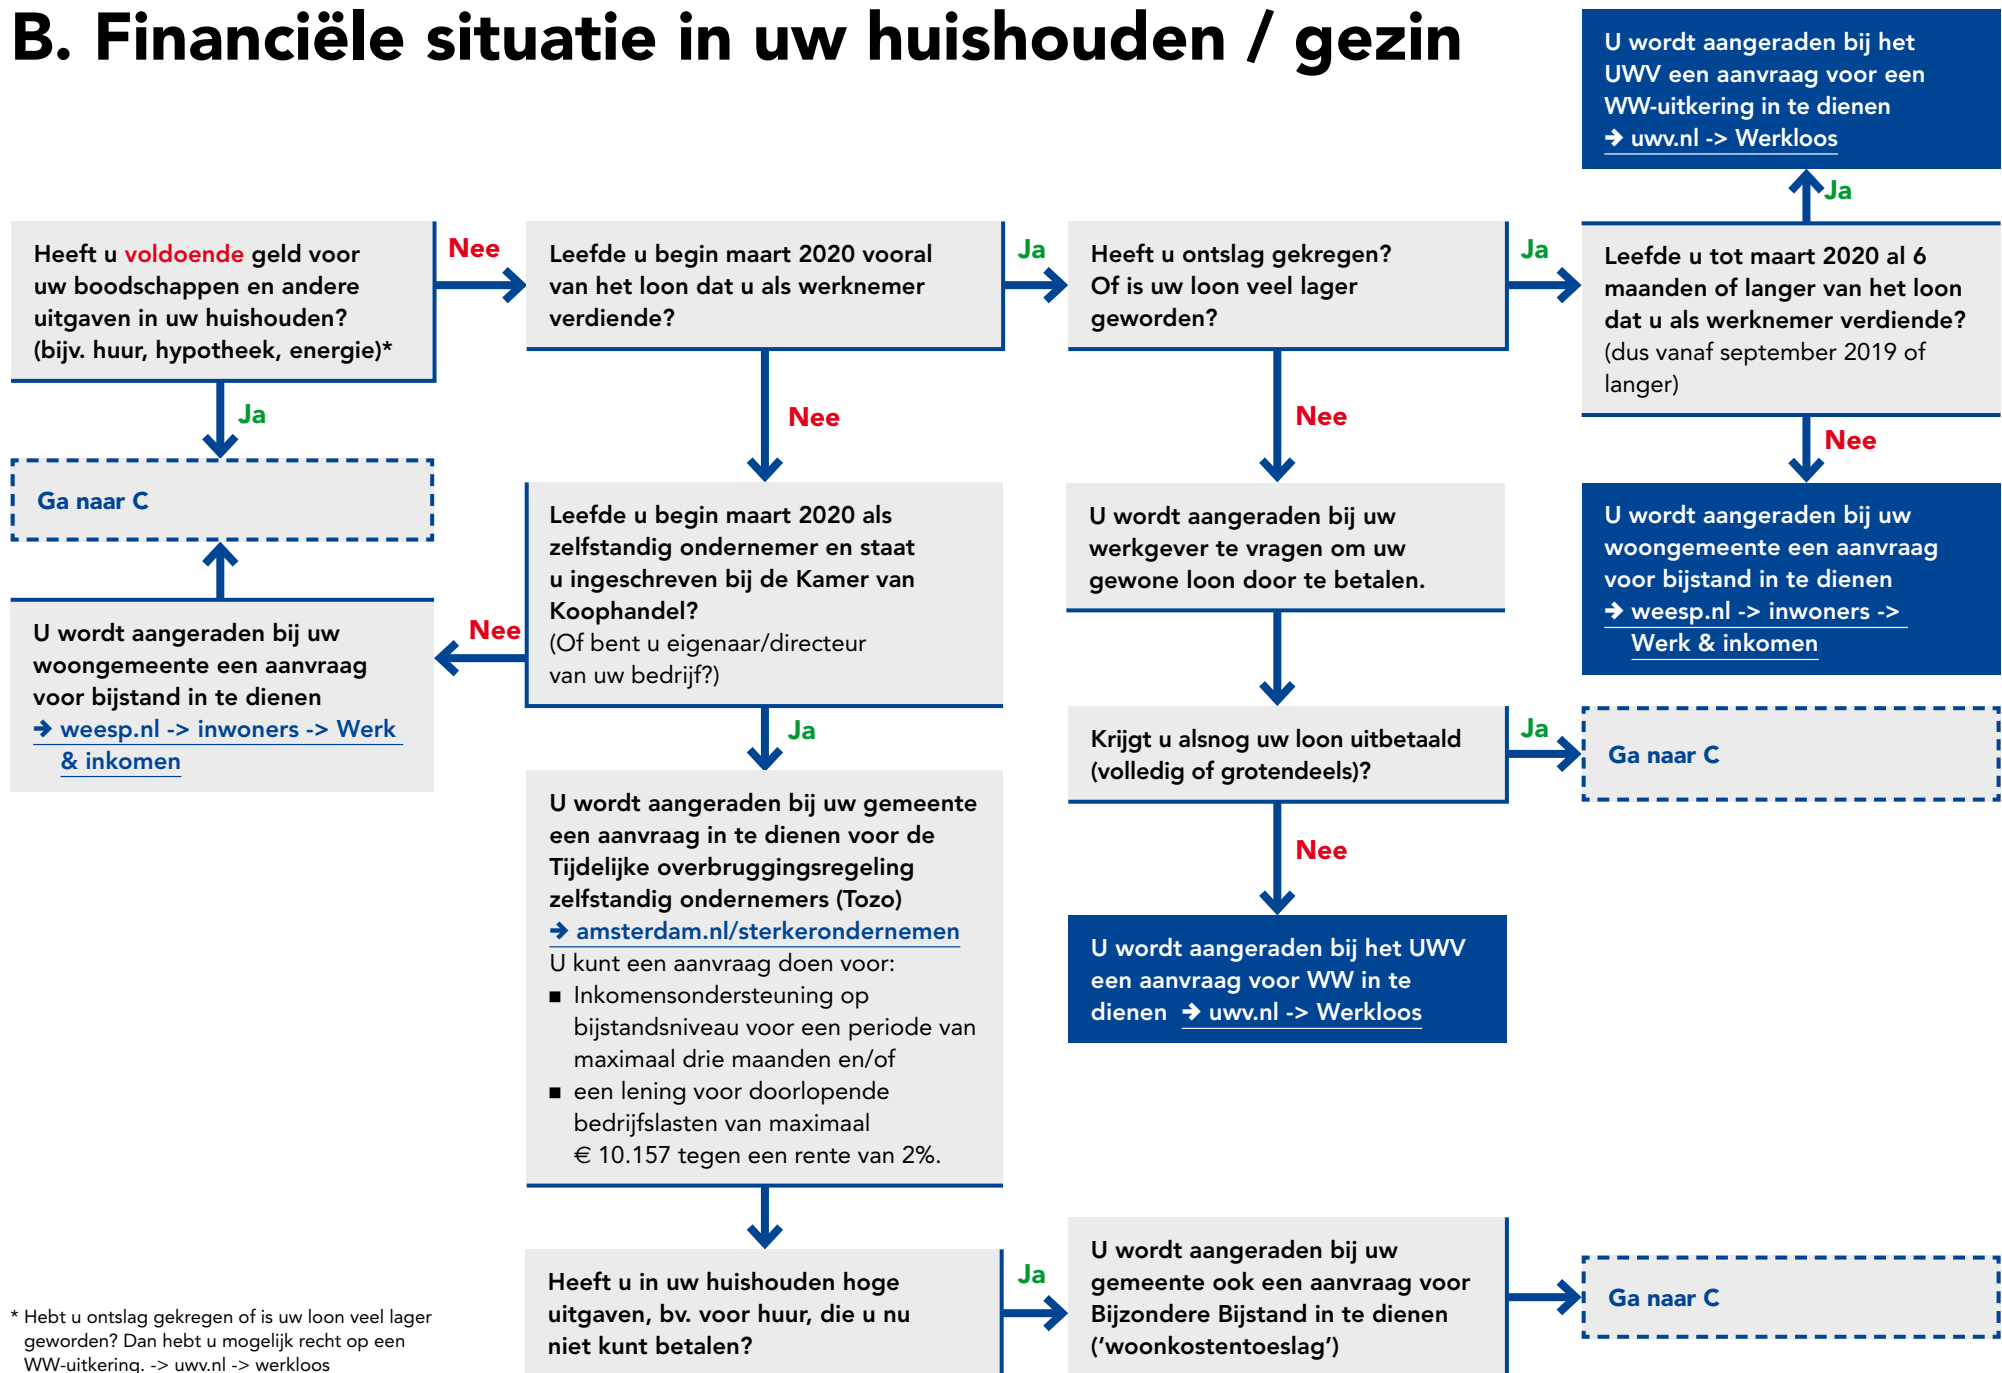 B. Financiële situatie in uw huishouden / gezin
U wordt aangeraden bij het
UWV een aanvraag voor een
WW-uitkering in te dienen
➔ uwv.nl -> Werkloos
Ja
Heeft u voldoende geld voor
uw boodschappen en andere
uitgaven in uw huishouden?
(bijv. huur, hypotheek, energie)*
Nee
Leefde u begin maart 2020 vooral
van het loon dat u als werknemer
verdiende?
Ja
Heeft u ontslag gekregen?
Of is uw loon veel lager
geworden?
Ja
Leefde u tot maart 2020 al 6
maanden of langer van het loon
dat u als werknemer verdiende?
(dus vanaf september 2019 of
langer)
Ja
Nee
Nee
Nee
Ga naar C
Leefde u begin maart 2020 als
zelfstandig ondernemer en staat
u ingeschreven bij de Kamer van
Koophandel?
(Of bent u eigenaar/directeur
van uw bedrijf?)
U wordt aangeraden bij uw
werkgever te vragen om uw
gewone loon door te betalen.
U wordt aangeraden bij uw
woongemeente een aanvraag
voor bijstand in te dienen
➔ weesp.nl -> inwoners ->
Werk & inkomen
Nee
U wordt aangeraden bij uw
woongemeente een aanvraag
voor bijstand in te dienen
➔ weesp.nl -> inwoners -> Werk
& inkomen
Ja
Krijgt u alsnog uw loon uitbetaald
(volledig of grotendeels)?
Ja
Ga naar C
U wordt aangeraden bij uw gemeente
een aanvraag in te dienen voor de
Tijdelijke overbruggingsregeling
zelfstandig ondernemers (Tozo)
➔ amsterdam.nl/sterkerondernemen
U kunt een aanvraag doen voor:
■ Inkomensondersteuning op
bijstandsniveau voor een periode van
maximaal drie maanden en/of
■ een lening voor doorlopende
bedrijfslasten van maximaal
€ 10.157 tegen een rente van 2%.
Nee
U wordt aangeraden bij het UWV
een aanvraag voor WW in te
dienen ➔ uwv.nl -> Werkloos
Heeft u in uw huishouden hoge
uitgaven, bv. voor huur, die u nu
niet kunt betalen?
Ja
U wordt aangeraden bij uw
gemeente ook een aanvraag voor
Bijzondere Bijstand in te dienen
(‘woonkostentoeslag’)
Ga naar C
* Hebt u ontslag gekregen of is uw loon veel lager
geworden? Dan hebt u mogelijk recht op een
WW-uitkering. -> uwv.nl -> werkloos